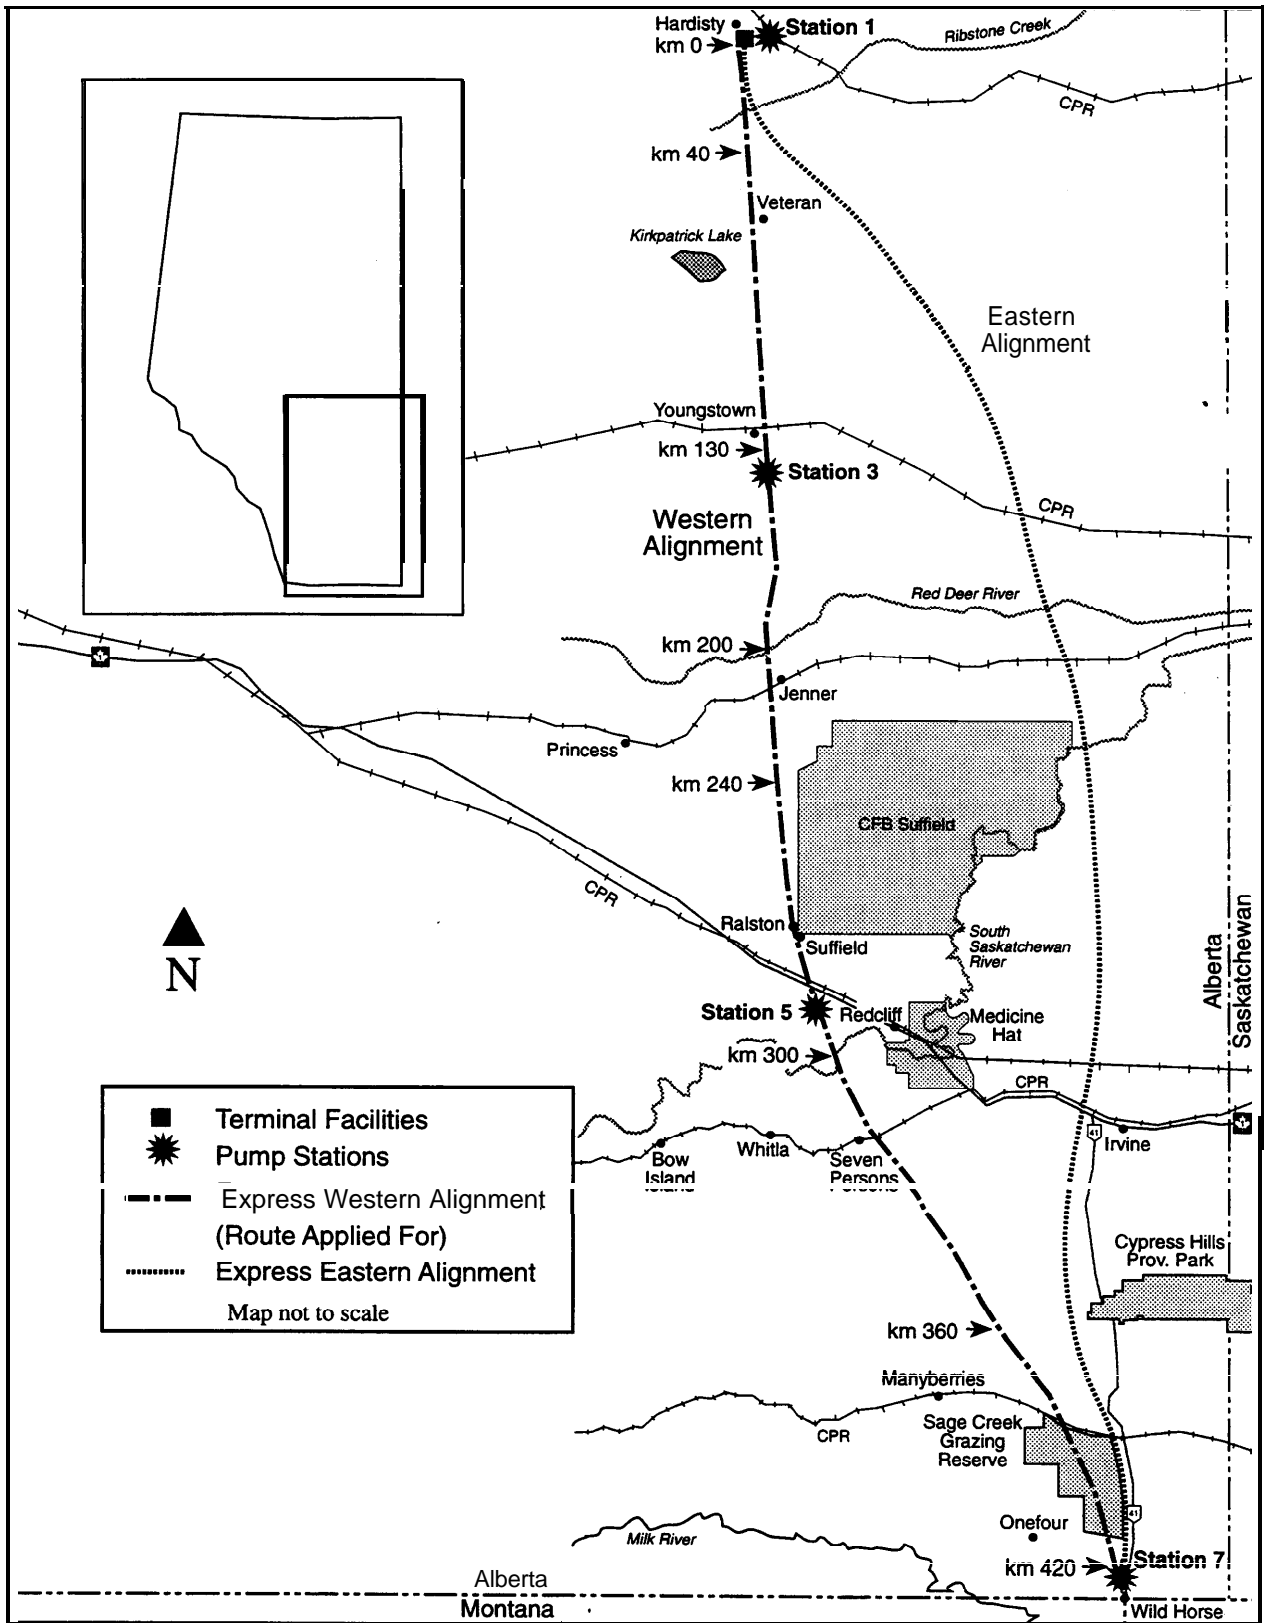 Hardisty
Station 1
km 0
Ribstone Creek
CPR
km 40
Veteran
Kirkpatrick Lake
Eastern
Alignment
Youngstown
km 130
Station 3
CPR
Western
Alignment
Red Deer River
km 200
Jenner
Princess
km 240
CFB Suffield
CPR
Ralston
Suffield
South
Saskatchewan
River
Alberta
Saskatchewan
N
Station 5
Redcliff
Medicine
Hat
km 300
CPR
41
Irvine
Bow
Island
Whitla
Seven
Persons
Terminal Facilities
Pump Stations
Express Western Alignment
(Route Applied For)
Express Eastern Alignment
Map not to scale
Cypress Hills
Prov. Park
km 360
Manyberries
CPR
Sage Creek
Grazing
Reserve
41
Onefour
Milk River
km 420
Station 7
Alberta
Montana
Wild Horse